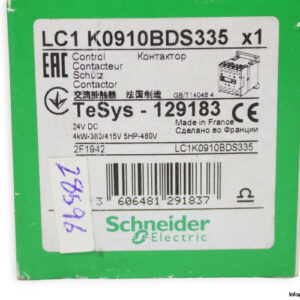 LC1 K0910BDS335 x1
EAC
Control Контактор
Contacteur
Schütz
Contactor
交流接触器 法国制造 GB/T14048.4
TeSys - 129183
24V DC Made in France
4kW-380/415V 5HP-480V Сделано во Франции
2F1942 LC1K0910BDS335
3 606481 291837
Schneider
Electric